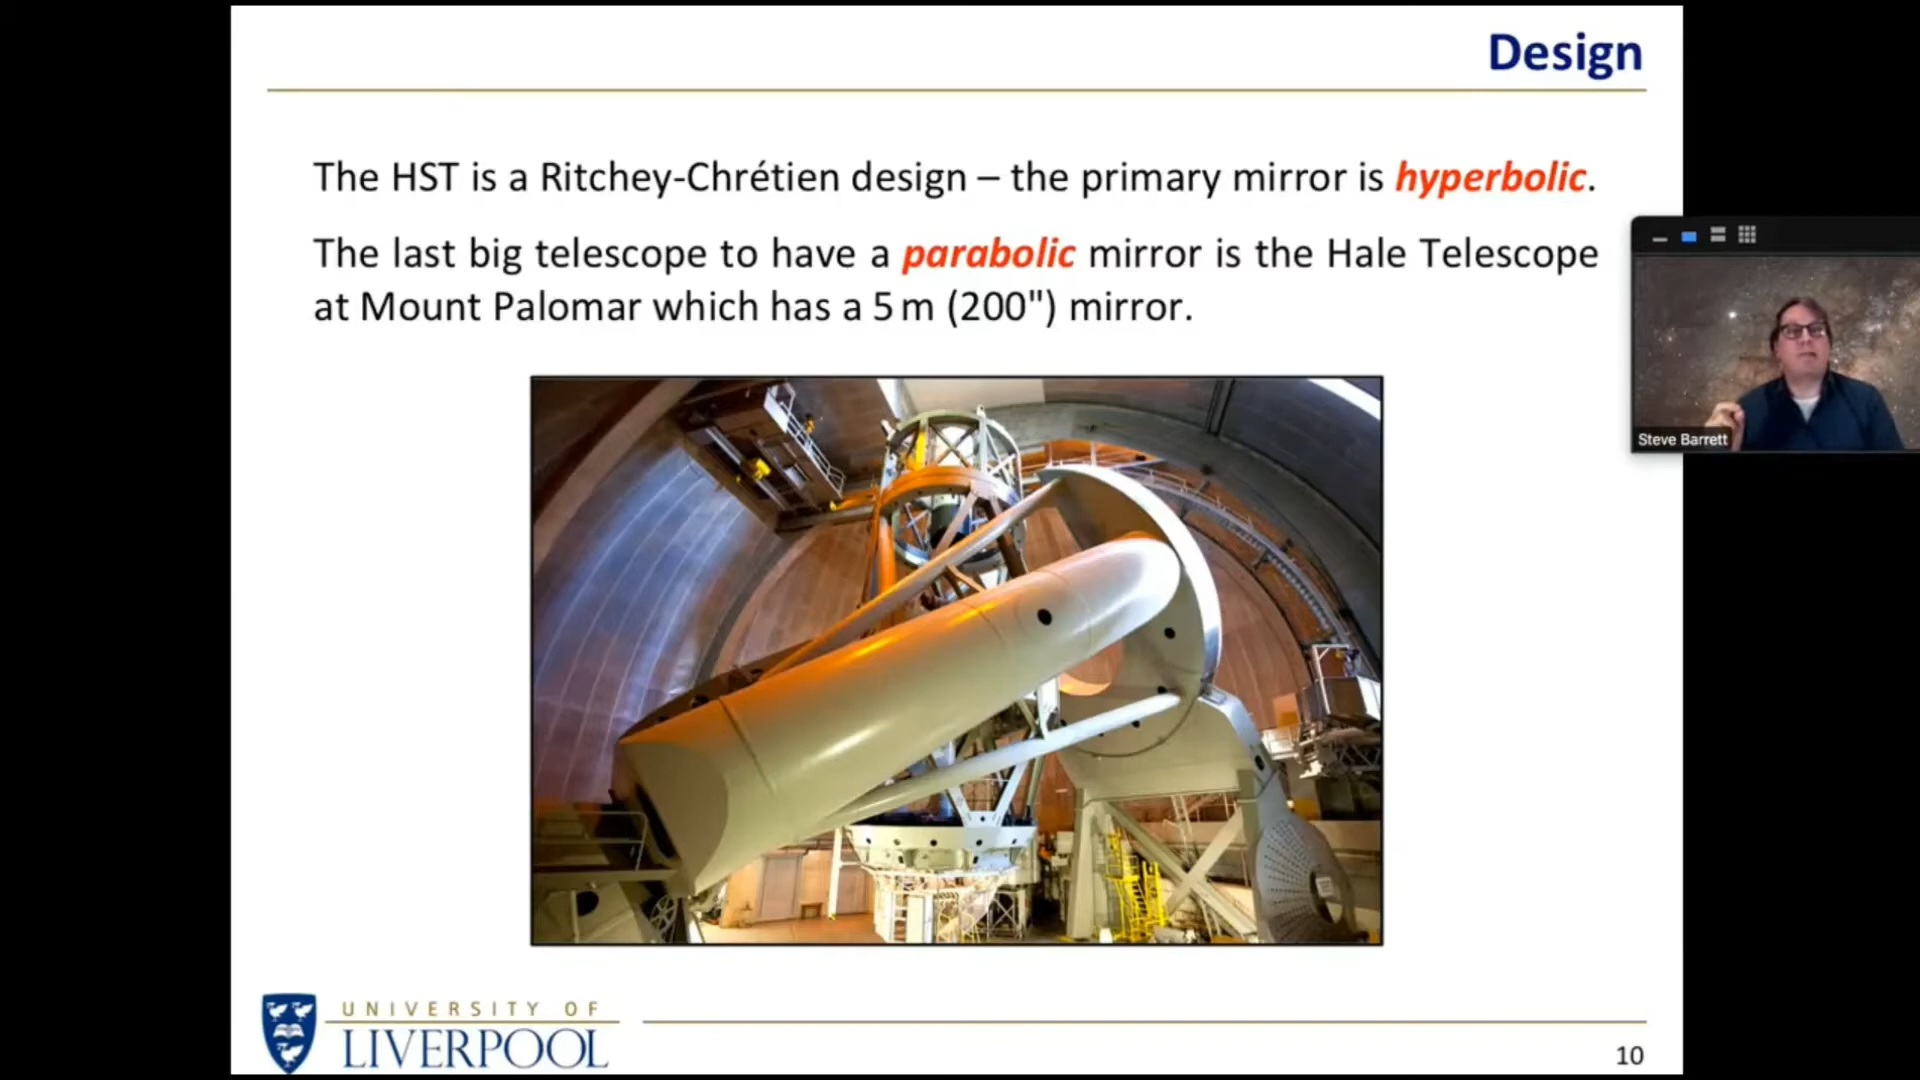 Design
The HST is a Ritchey-Chrétien design – the primary mirror is hyperbolic.
The last big telescope to have a parabolic mirror is the Hale Telescope
at Mount Palomar which has a 5 m (200") mirror.
Steve Barrett
UNIVERSITY OF
LIVERPOOL
10